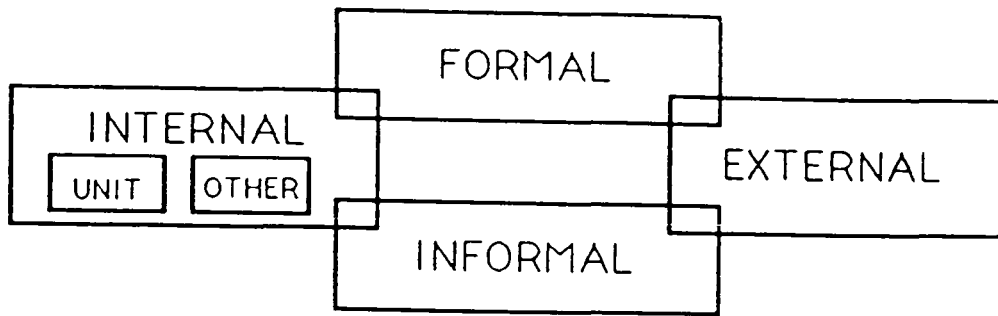 FORMAL
INTERNAL
UNIT OTHER
EXTERNAL
INFORMAL